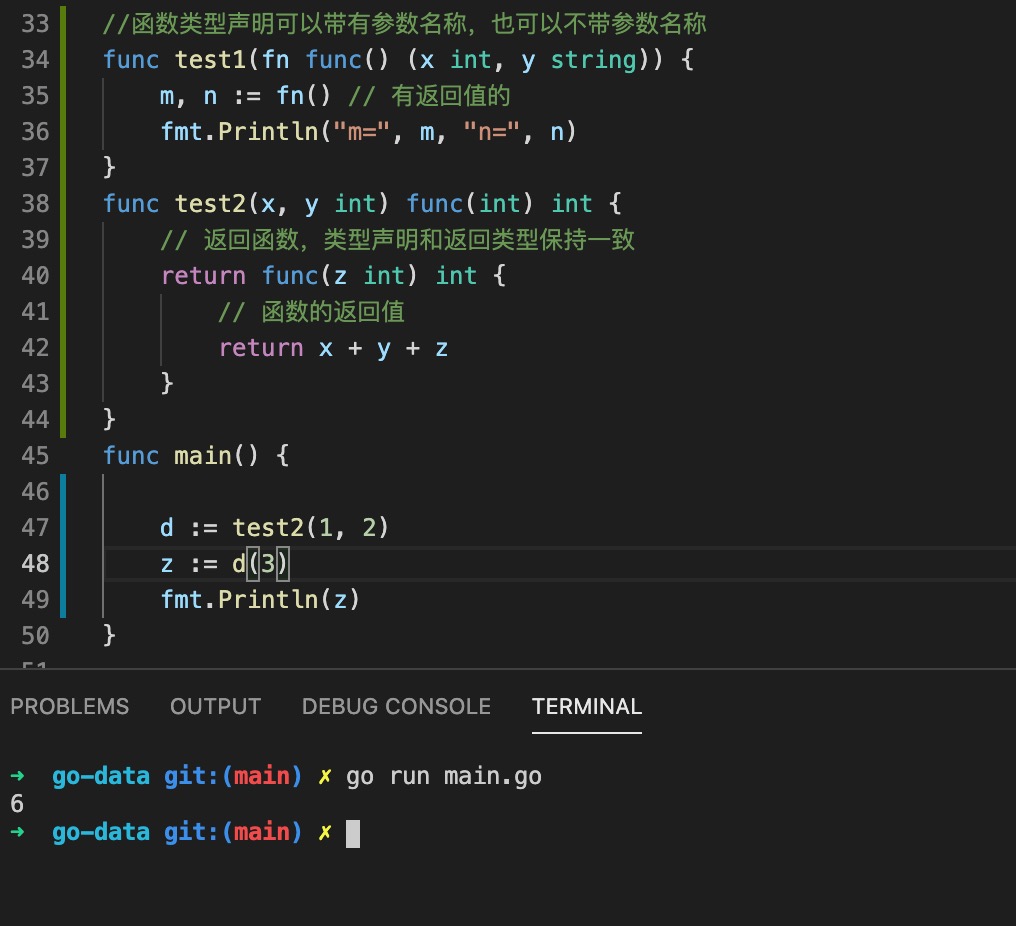 33 //函数类型声明可以带有参数名称，也可以不带参数名称
34 func test1(fn func() (x int, y string)) {
35     m, n := fn() // 有返回值的
36     fmt.Println("m=", m, "n=", n)
37 }
38 func test2(x, y int) func(int) int {
39     // 返回函数，类型声明和返回类型保持一致
40     return func(z int) int {
41         // 函数的返回值
42         return x + y + z
43     }
44 }
45 func main() {
46
47     d := test2(1, 2)
48     z := d(3)
49     fmt.Println(z)
50 }
51
PROBLEMS OUTPUT DEBUG CONSOLE TERMINAL
➜ go-data git:(main) ✗ go run main.go
6
➜ go-data git:(main) ✗